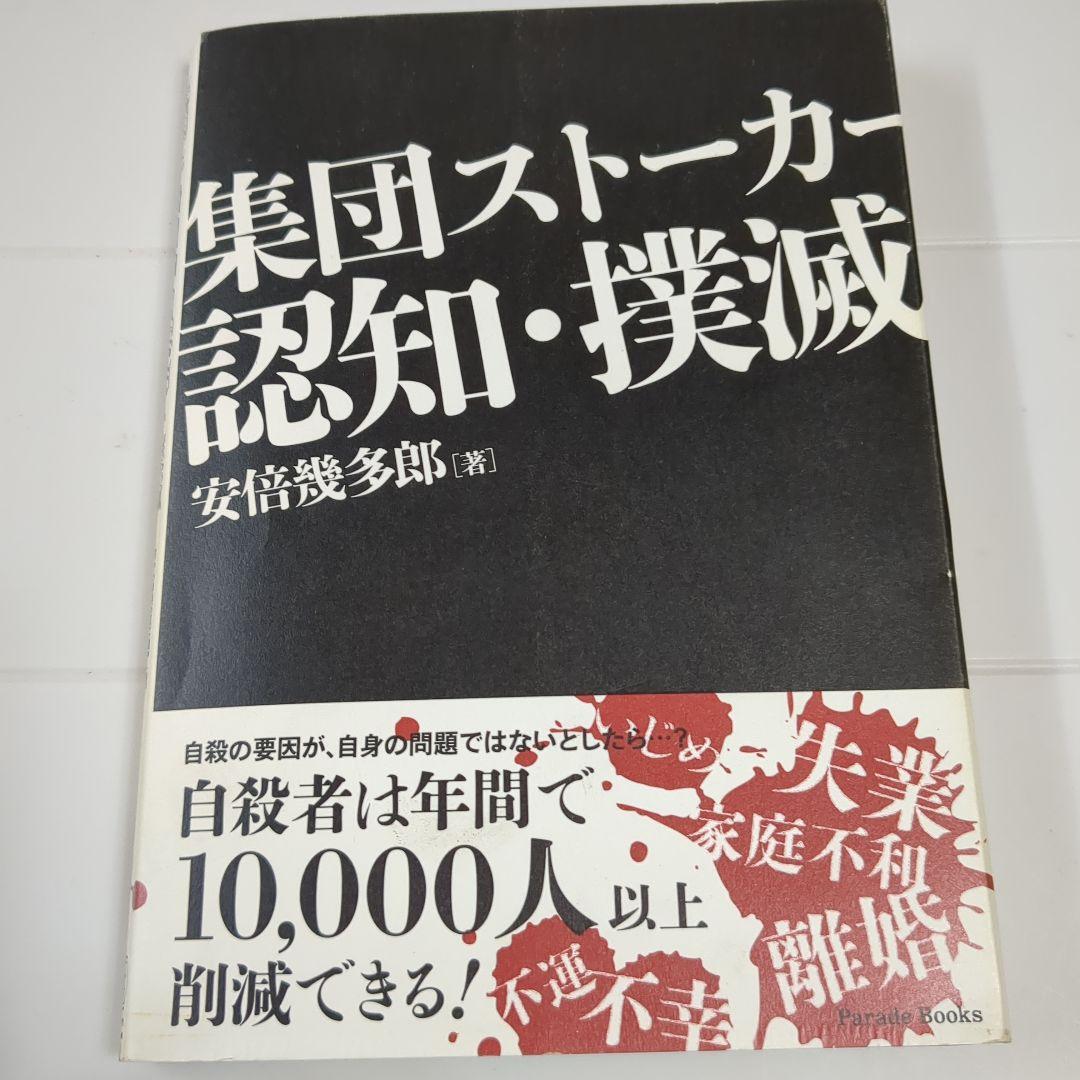 集団ストーカー
認知・撲滅
安倍幾多郎[著]
自殺の要因が、自身の問題ではないとしたら…?
自殺者は年間で
10,000人以上
削減できる!
いじめ
失業
家庭不和
離婚
不運
不幸
Parade Books